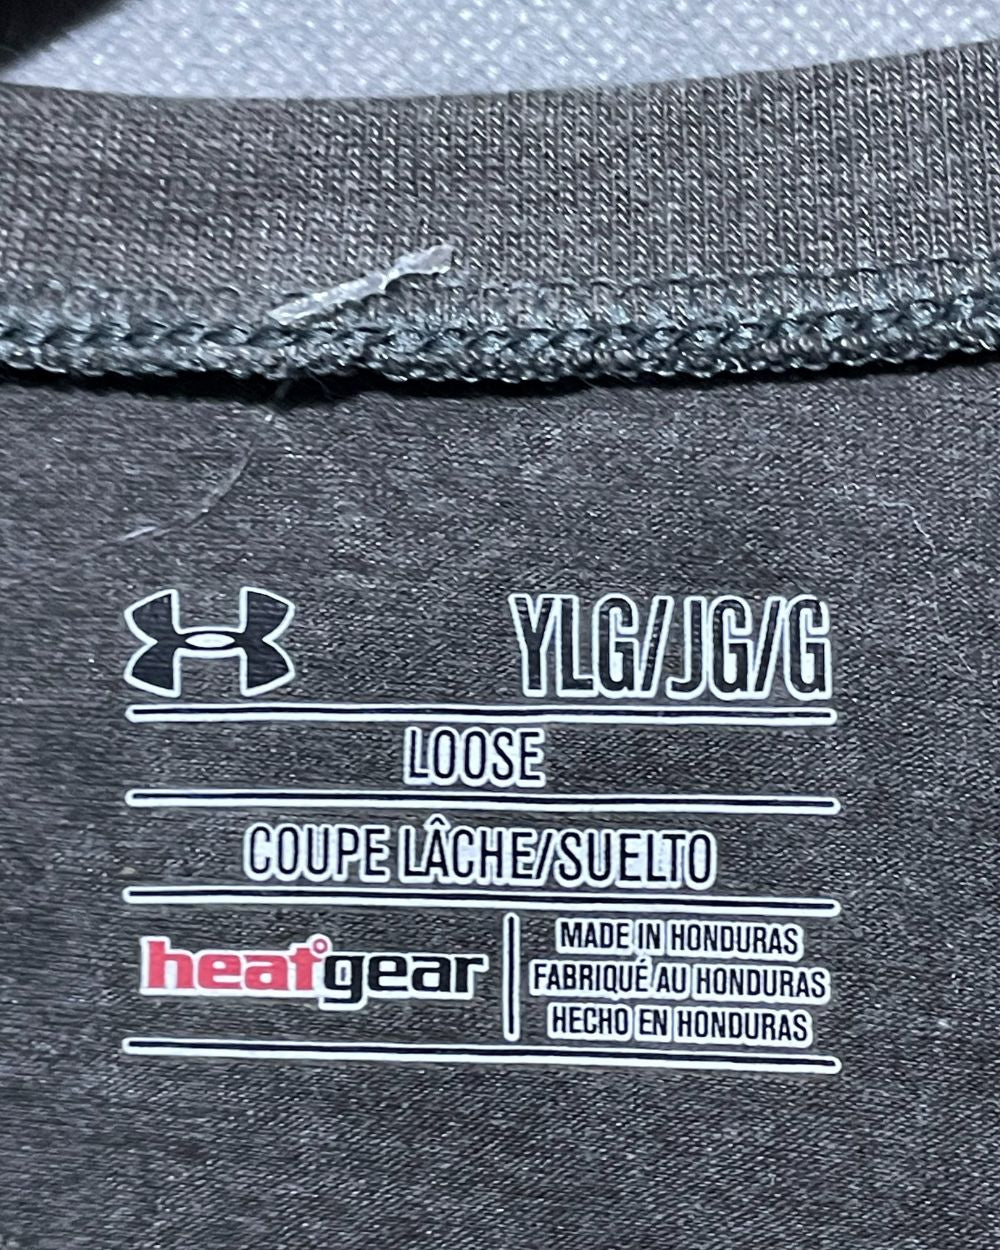 YLG/JG/G
LOOSE
COUPE LÂCHE/SUELTO
heatgear
MADE IN HONDURAS
FABRIQUÉ AU HONDURAS
HECHO EN HONDURAS